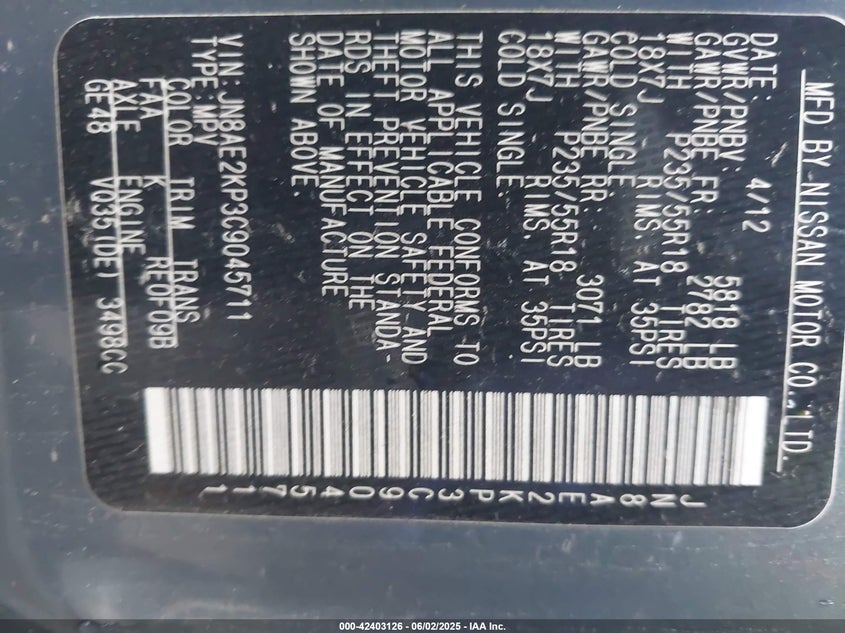 MFD BY NISSAN MOTOR CO., LTD.
DATE: 4/12
GVWR/PNBV: 5818 LB
GAWR/PNBE FR: 2782 LB
WITH P235/55R18 TIRES
18X7J RIMS, AT 35PSI
COLD SINGLE.
GAWR/PNBE RR: 3071 LB
WITH P235/55R18 TIRES
18X7J RIMS, AT 35PSI
COLD SINGLE.
THIS VEHICLE CONFORMS TO
ALL APPLICABLE FEDERAL
MOTOR VEHICLE SAFETY AND
THEFT PREVENTION STANDA-
RDS IN EFFECT ON THE
DATE OF MANUFACTURE
SHOWN ABOVE.
VIN:JN8AE2KP3C9045711
TYPE:MPV
COLOR TRIM TRANS
FAA K RE0F09B
AXLE ENGINE
GE48 VQ35(DE) 3498CC
JN8AE2KP3C9045711
000-42403126 - 06/02/2025 - IAA Inc.